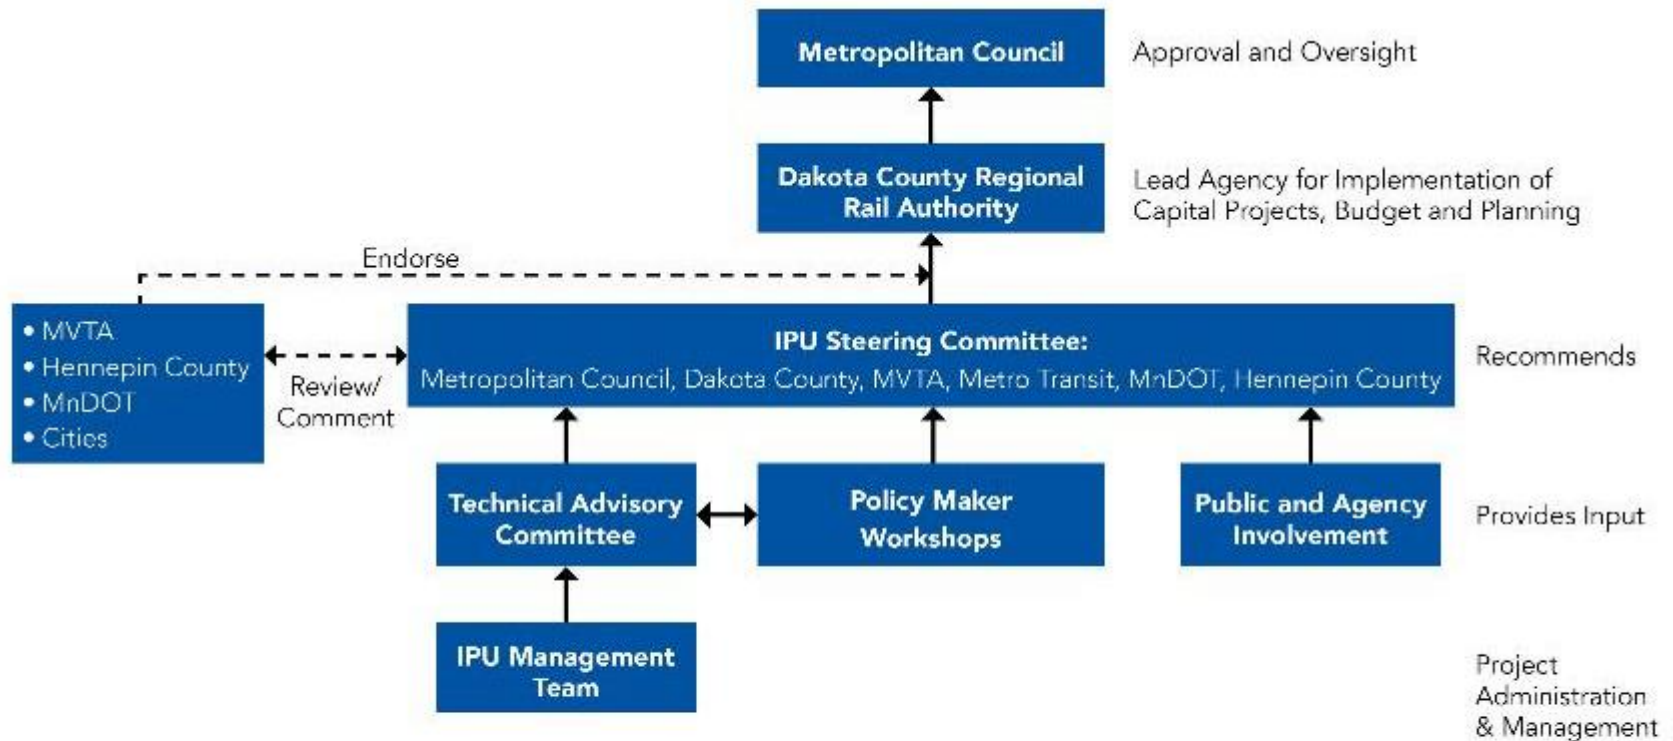 Metropolitan Council
Approval and Oversight
Dakota County Regional
Rail Authority
Lead Agency for Implementation of
Capital Projects, Budget and Planning
Endorse
• MVTA
• Hennepin County
• MnDOT
• Cities
Review/
Comment
IPU Steering Committee:
Metropolitan Council, Dakota County, MVTA, Metro Transit, MnDOT, Hennepin County
Recommends
Technical Advisory
Committee
Policy Maker
Workshops
Public and Agency
Involvement
Provides Input
IPU Management
Team
Project
Administration
& Management